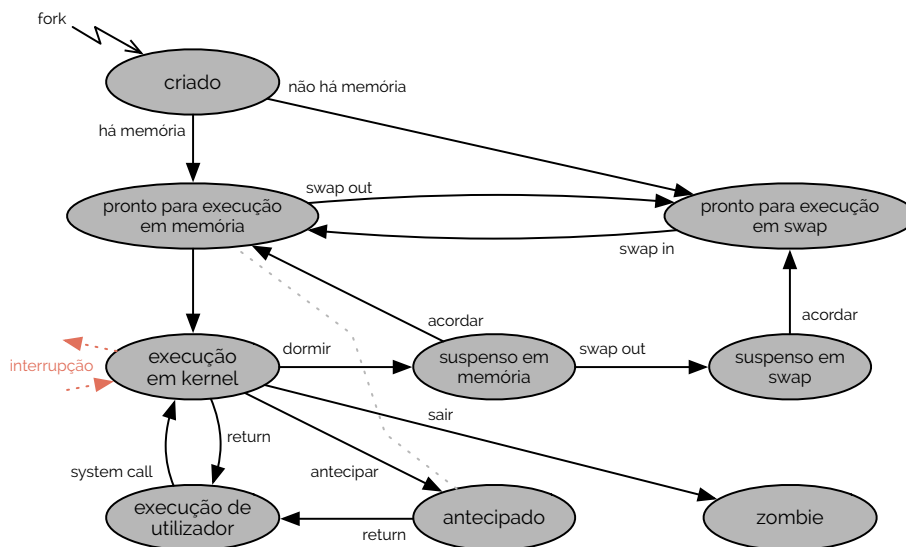 fork
criado
não há memória
há memória
swap out
pronto para execução
em memória
pronto para execução
em swap
swap in
acordar
acordar
interrupção
execução
em kernel
dormir
suspenso em
memória
swap out
suspenso em
swap
sair
return
system call
antecipar
execução de
utilizador
return
antecipado
zombie